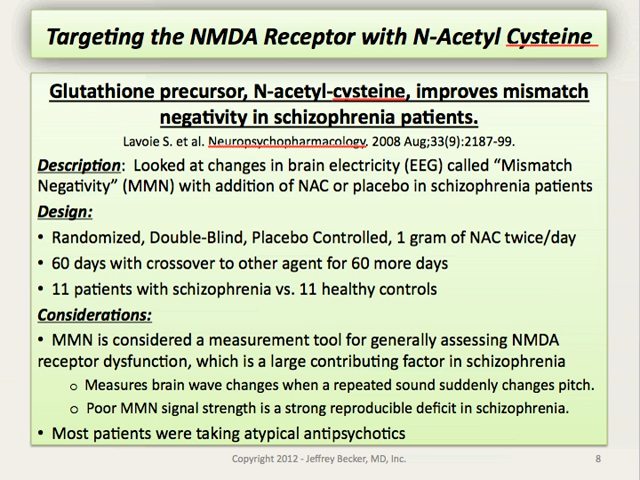 Targeting the NMDA Receptor with N-Acetyl Cysteine
Glutathione precursor, N-acetyl-cysteine, improves mismatch
negativity in schizophrenia patients.
Lavoie S. et al. Neuropsychopharmacology, 2008 Aug;33(9):2187-99.
Description: Looked at changes in brain electricity (EEG) called “Mismatch
Negativity” (MMN) with addition of NAC or placebo in schizophrenia patients
Design:
• Randomized, Double-Blind, Placebo Controlled, 1 gram of NAC twice/day
• 60 days with crossover to other agent for 60 more days
• 11 patients with schizophrenia vs. 11 healthy controls
Considerations:
• MMN is considered a measurement tool for generally assessing NMDA
receptor dysfunction, which is a large contributing factor in schizophrenia
o Measures brain wave changes when a repeated sound suddenly changes pitch.
o Poor MMN signal strength is a strong reproducible deficit in schizophrenia.
• Most patients were taking atypical antipsychotics
Copyright 2012 - Jeffrey Becker, MD, Inc.
8